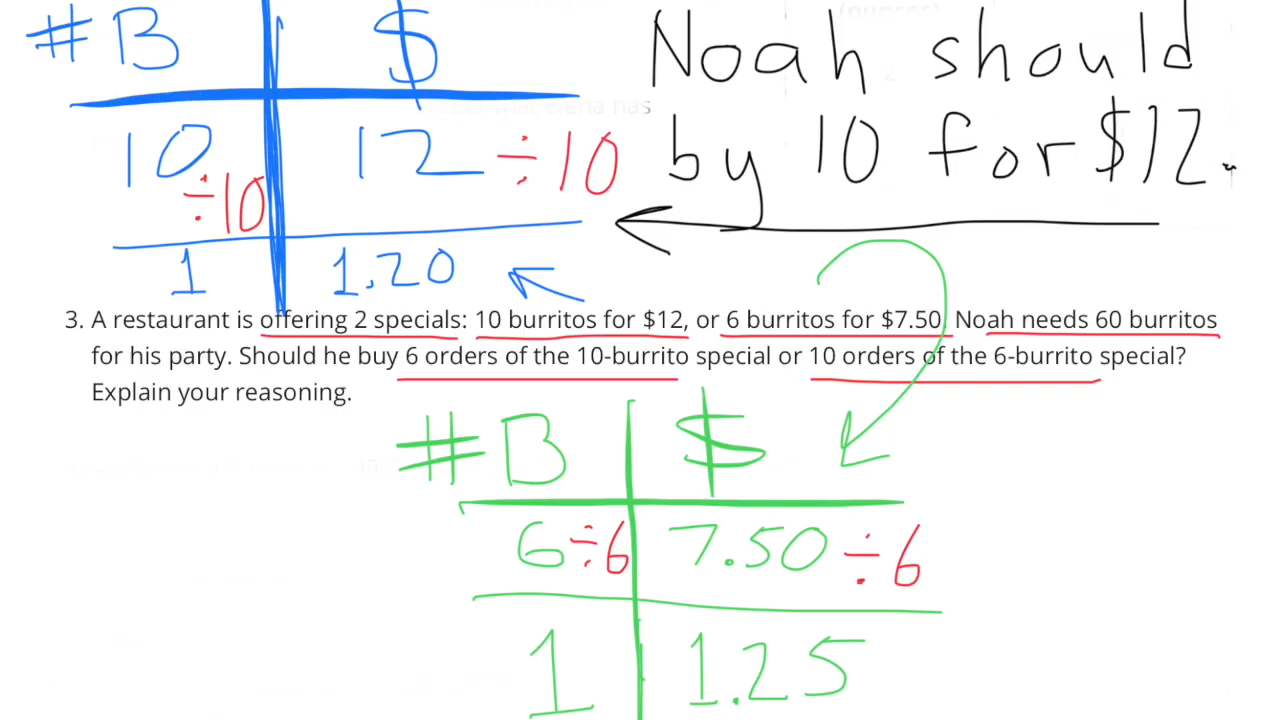 #B $
10 12 ÷10
÷10
1 1.20
Noah should
by 10 for $12.
3. A restaurant is offering 2 specials: 10 burritos for $12, or 6 burritos for $7.50 Noah needs 60 burritos
for his party. Should he buy 6 orders of the 10-burrito special or 10 orders of the 6-burrito special?
Explain your reasoning.
#B $
6÷6 7.50 ÷6
1 1.25